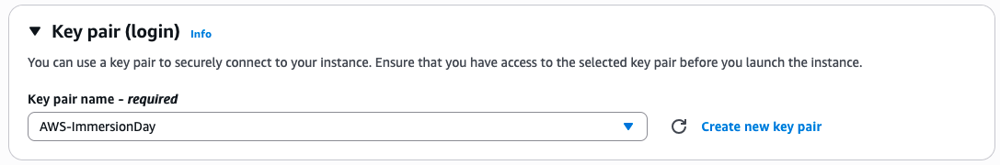 Key pair (login) Info
You can use a key pair to securely connect to your instance. Ensure that you have access to the selected key pair before you launch the instance.
Key pair name - required
AWS-ImmersionDay Create new key pair